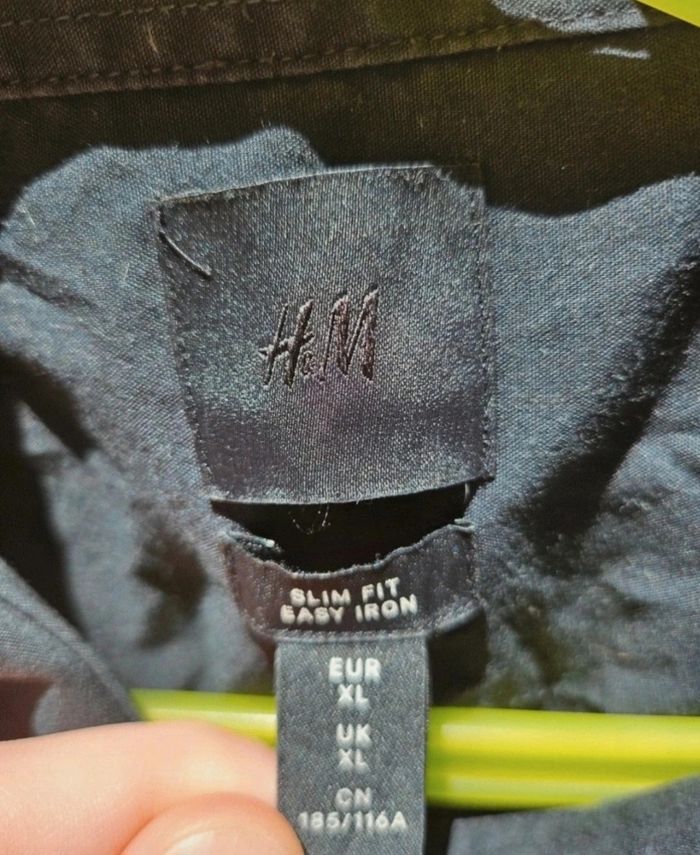 H&M
SLIM FIT
EASY IRON
EUR
XL
UK
XL
CN
185/116A